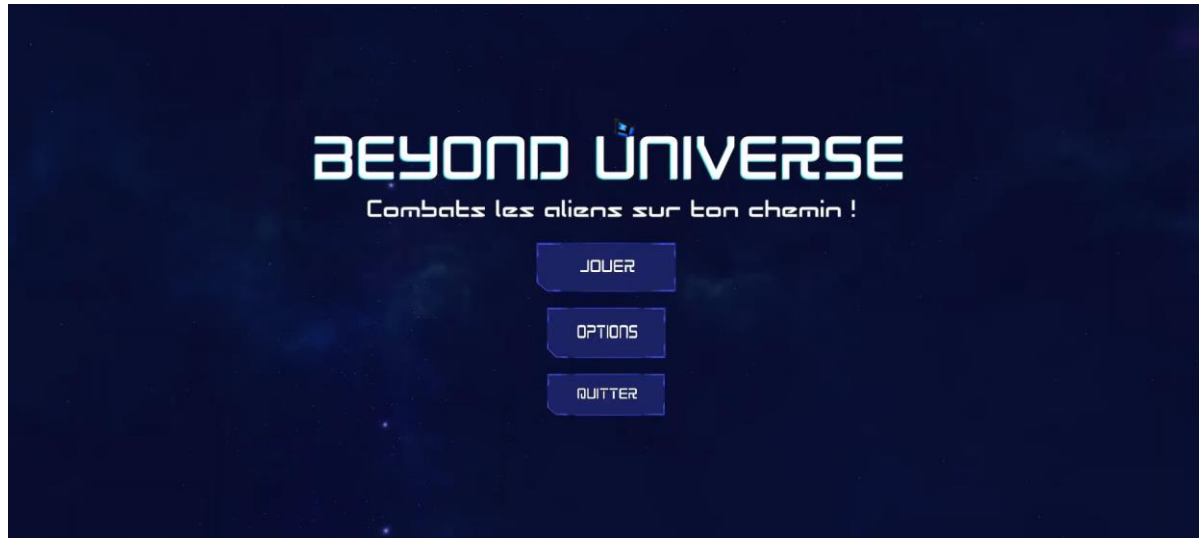 BEYOND UNIVERSE
Combats les aliens sur ton chemin !
JOUER
OPTIONS
QUITTER